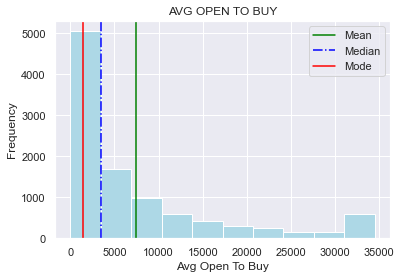 AVG OPEN TO BUY
Mean
Median
Mode
Frequency
5000
4000
3000
2000
1000
0
0 5000 10000 15000 20000 25000 30000 35000
Avg Open To Buy